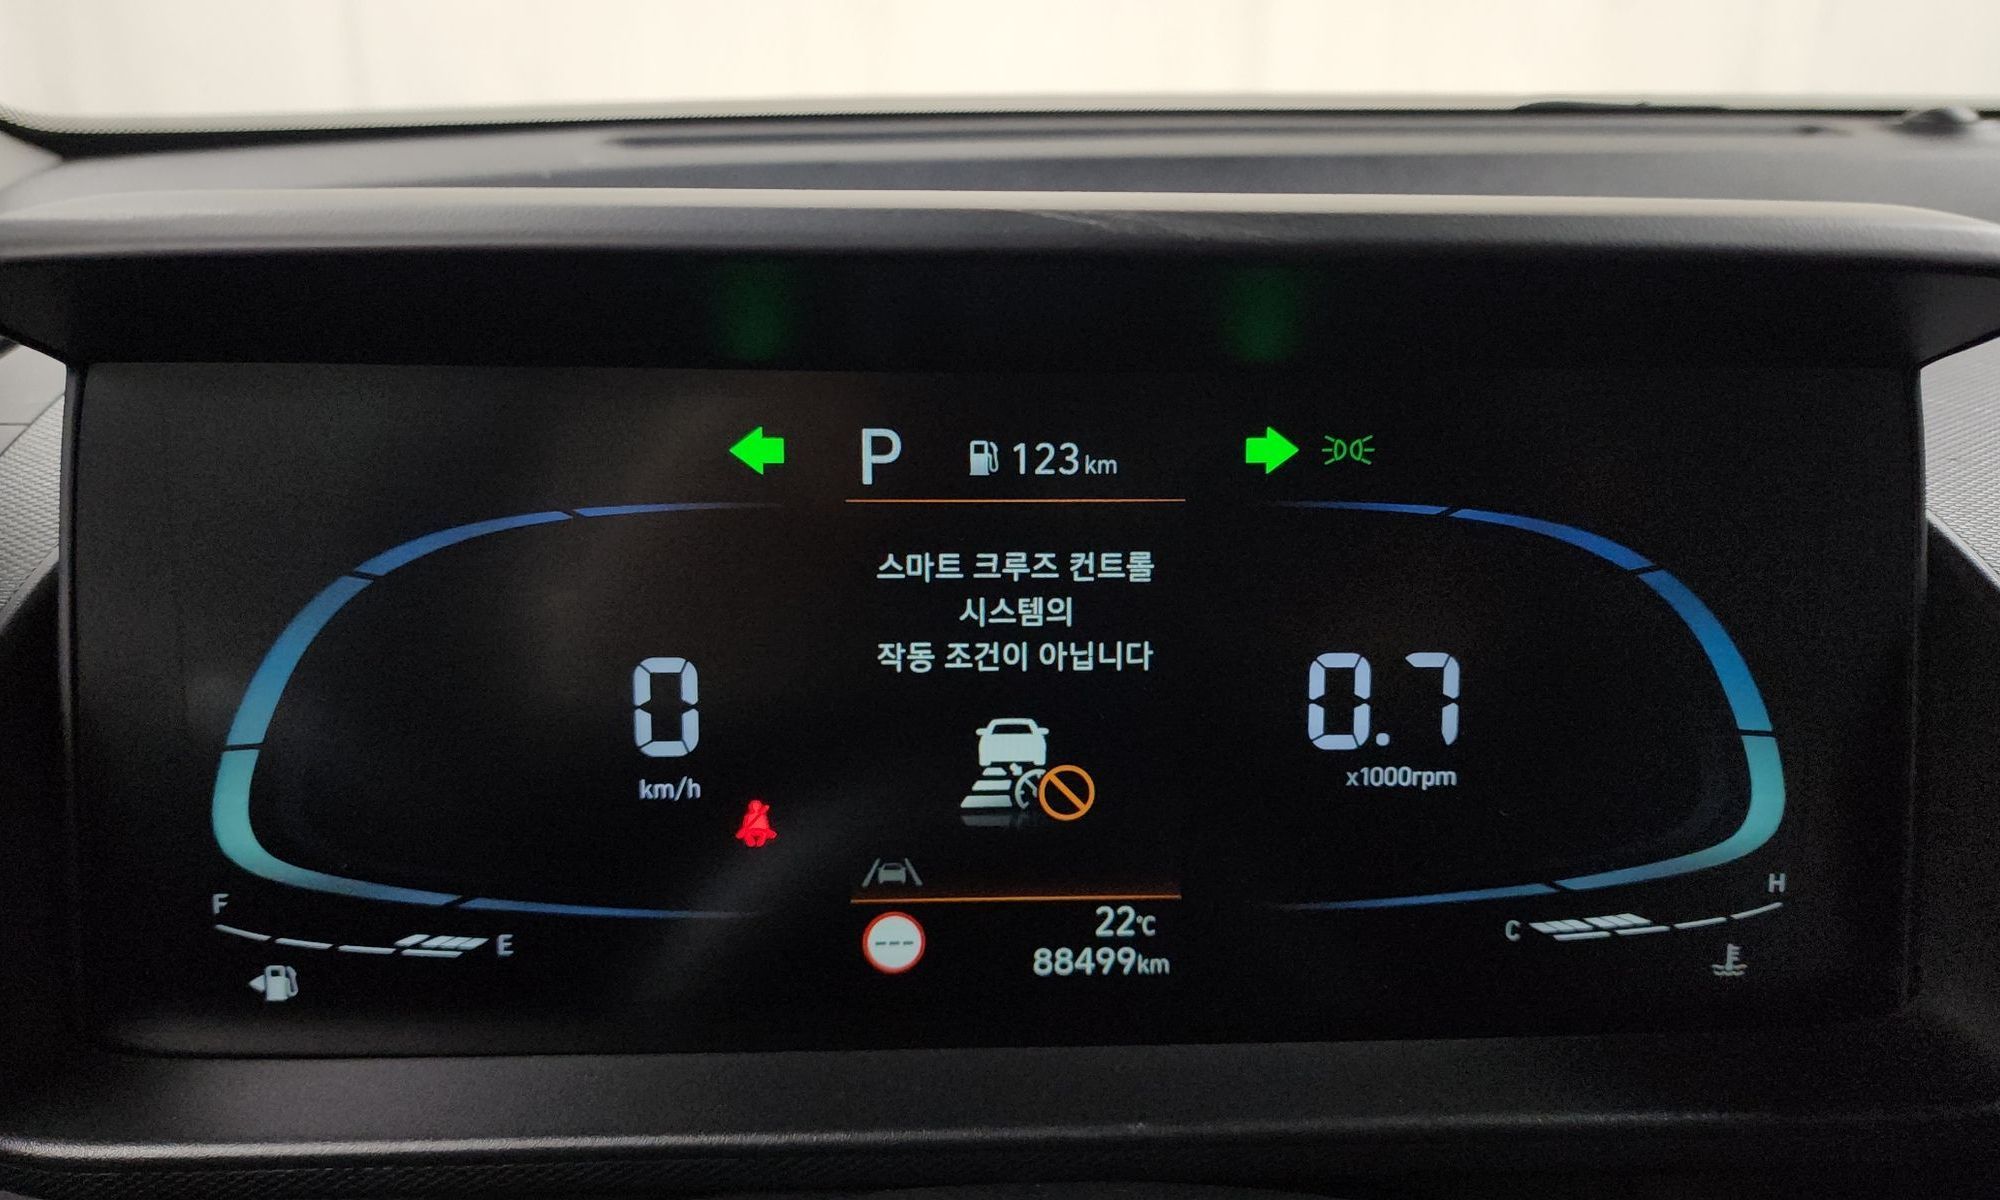 P 123km
스마트 크루즈 컨트롤
시스템의
작동 조건이 아닙니다
0
km/h
0.7
x1000rpm
F
E
C
H
---
22℃
88499km